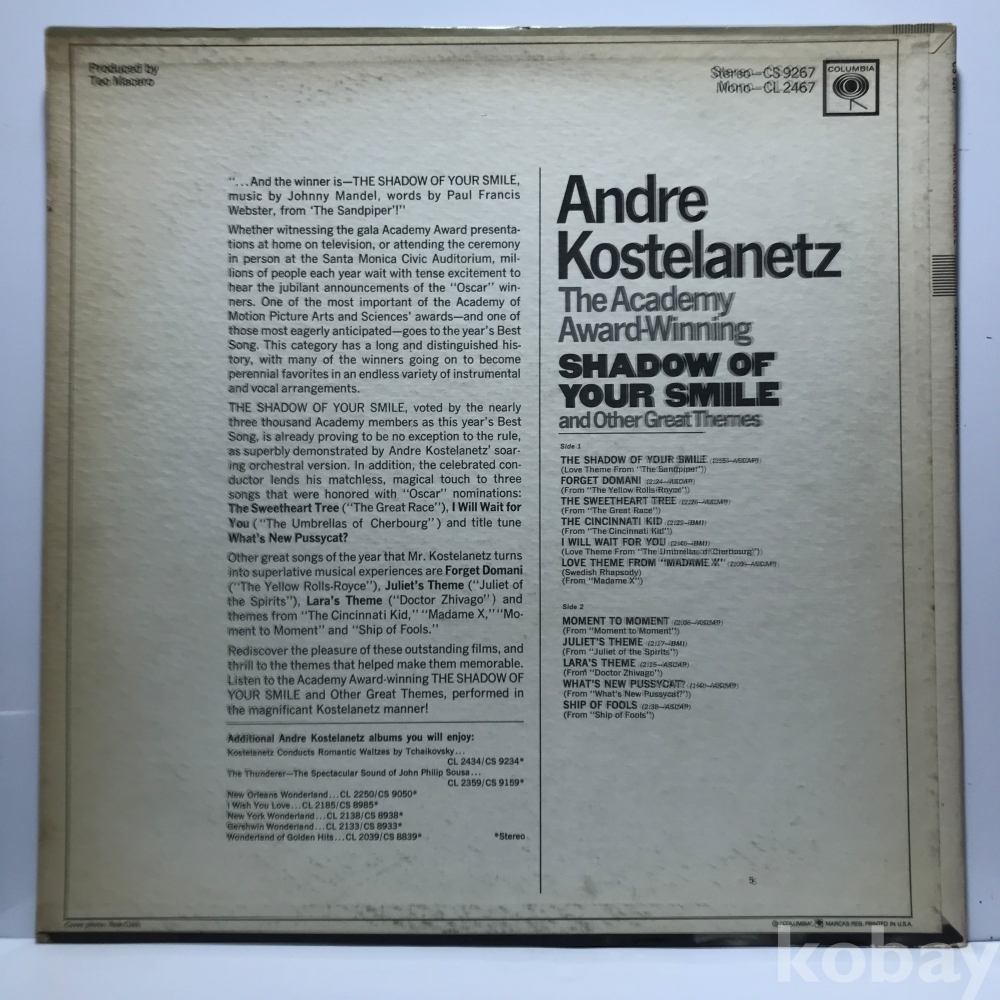 Produced by
Teo Macero
Stereo—CS 9267
Mono—CL 2467
COLUMBIA
"...And the winner is—THE SHADOW OF YOUR SMILE,
music by Johnny Mandel, words by Paul Francis
Webster, from 'The Sandpiper'!"
Whether witnessing the gala Academy Award presenta-
tions at home on television, or attending the ceremony
in person at the Santa Monica Civic Auditorium, mil-
lions of people each year wait with tense excitement to
hear the jubilant announcements of the "Oscar" win-
ners. One of the most important of the Academy of
Motion Picture Arts and Sciences' awards—and one of
those most eagerly anticipated—goes to the year's Best
Song. This category has a long and distinguished his-
tory, with many of the winners going on to become
perennial favorites in an endless variety of instrumental
and vocal arrangements.
THE SHADOW OF YOUR SMILE, voted by the nearly
three thousand Academy members as this year's Best
Song, is already proving to be no exception to the rule,
as superbly demonstrated by Andre Kostelanetz' soar-
ing orchestral version. In addition, the celebrated con-
ductor lends his matchless, magical touch to three
songs that were honored with "Oscar" nominations:
The Sweetheart Tree ("The Great Race"), I Will Wait for
You ("The Umbrellas of Cherbourg") and title tune
What's New Pussycat?
Other great songs of the year that Mr. Kostelanetz turns
into superlative musical experiences are Forget Domani
("The Yellow Rolls-Royce"), Juliet's Theme ("Juliet of
the Spirits"), Lara's Theme ("Doctor Zhivago") and
themes from "The Cincinnati Kid," "Madame X," "Mo-
ment to Moment" and "Ship of Fools."
Rediscover the pleasure of these outstanding films, and
thrill to the themes that helped make them memorable.
Listen to the Academy Award-winning THE SHADOW OF
YOUR SMILE and Other Great Themes, performed in
the magnificant Kostelanetz manner!
Additional Andre Kostelanetz albums you will enjoy:
Kostelanetz Conducts Romantic Waltzes by Tchaikovsky...
CL 2434/CS 9234*
The Thunderer—The Spectacular Sound of John Philip Sousa...
CL 2359/CS 9159*
New Orleans Wonderland...CL 2250/CS 9050*
I Wish You Love...CL 2185/CS 8985*
New York Wonderland...CL 2138/CS 8938*
Gershwin Wonderland...CL 2133/CS 8933*
Wonderland of Golden Hits...CL 2039/CS 8839*
*Stereo
Andre
Kostelanetz
The Academy
Award-Winning
SHADOW OF
YOUR SMILE
and Other Great Themes
Side 1
THE SHADOW OF YOUR SMILE
(Love Theme From "The Sandpiper")
FORGET DOMANI (2:24—ASCAP)
(From "The Yellow Rolls-Royce")
THE SWEETHEART TREE
(From "The Great Race")
THE CINCINNATI KID
(From "The Cincinnati Kid")
I WILL WAIT FOR YOU
(Love Theme From "The Umbrellas of Cherbourg")
LOVE THEME FROM "MADAME X"
(Swedish Rhapsody)
(From "Madame X")
Side 2
MOMENT TO MOMENT
(From "Moment to Moment")
JULIET'S THEME
(From "Juliet of the Spirits")
LARA'S THEME
(From "Doctor Zhivago")
WHAT'S NEW PUSSYCAT?
(From "What's New Pussycat?")
SHIP OF FOOLS
(From "Ship of Fools")
MARCAS REG. PRINTED IN U.S.A.
kobay